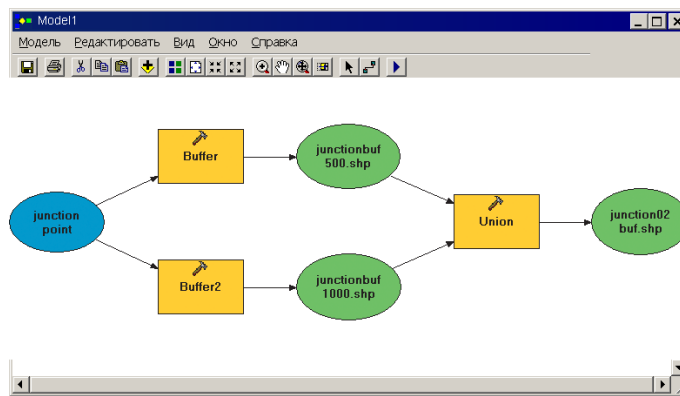 Model1
Модель Редактировать Вид Окно Справка
Buffer
junctionbuf
500.shp
junction
point
Union
junction02
buf.shp
Buffer2
junctionbuf
1000.shp